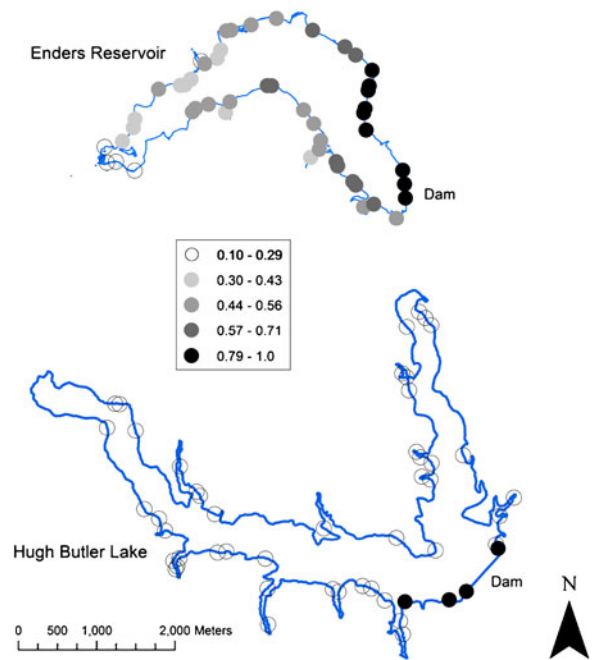 Enders Reservoir
Dam
0.10 - 0.29
0.30 - 0.43
0.44 - 0.56
0.57 - 0.71
0.79 - 1.0
Hugh Butler Lake
Dam
N
0 500 1,000 2,000 Meters